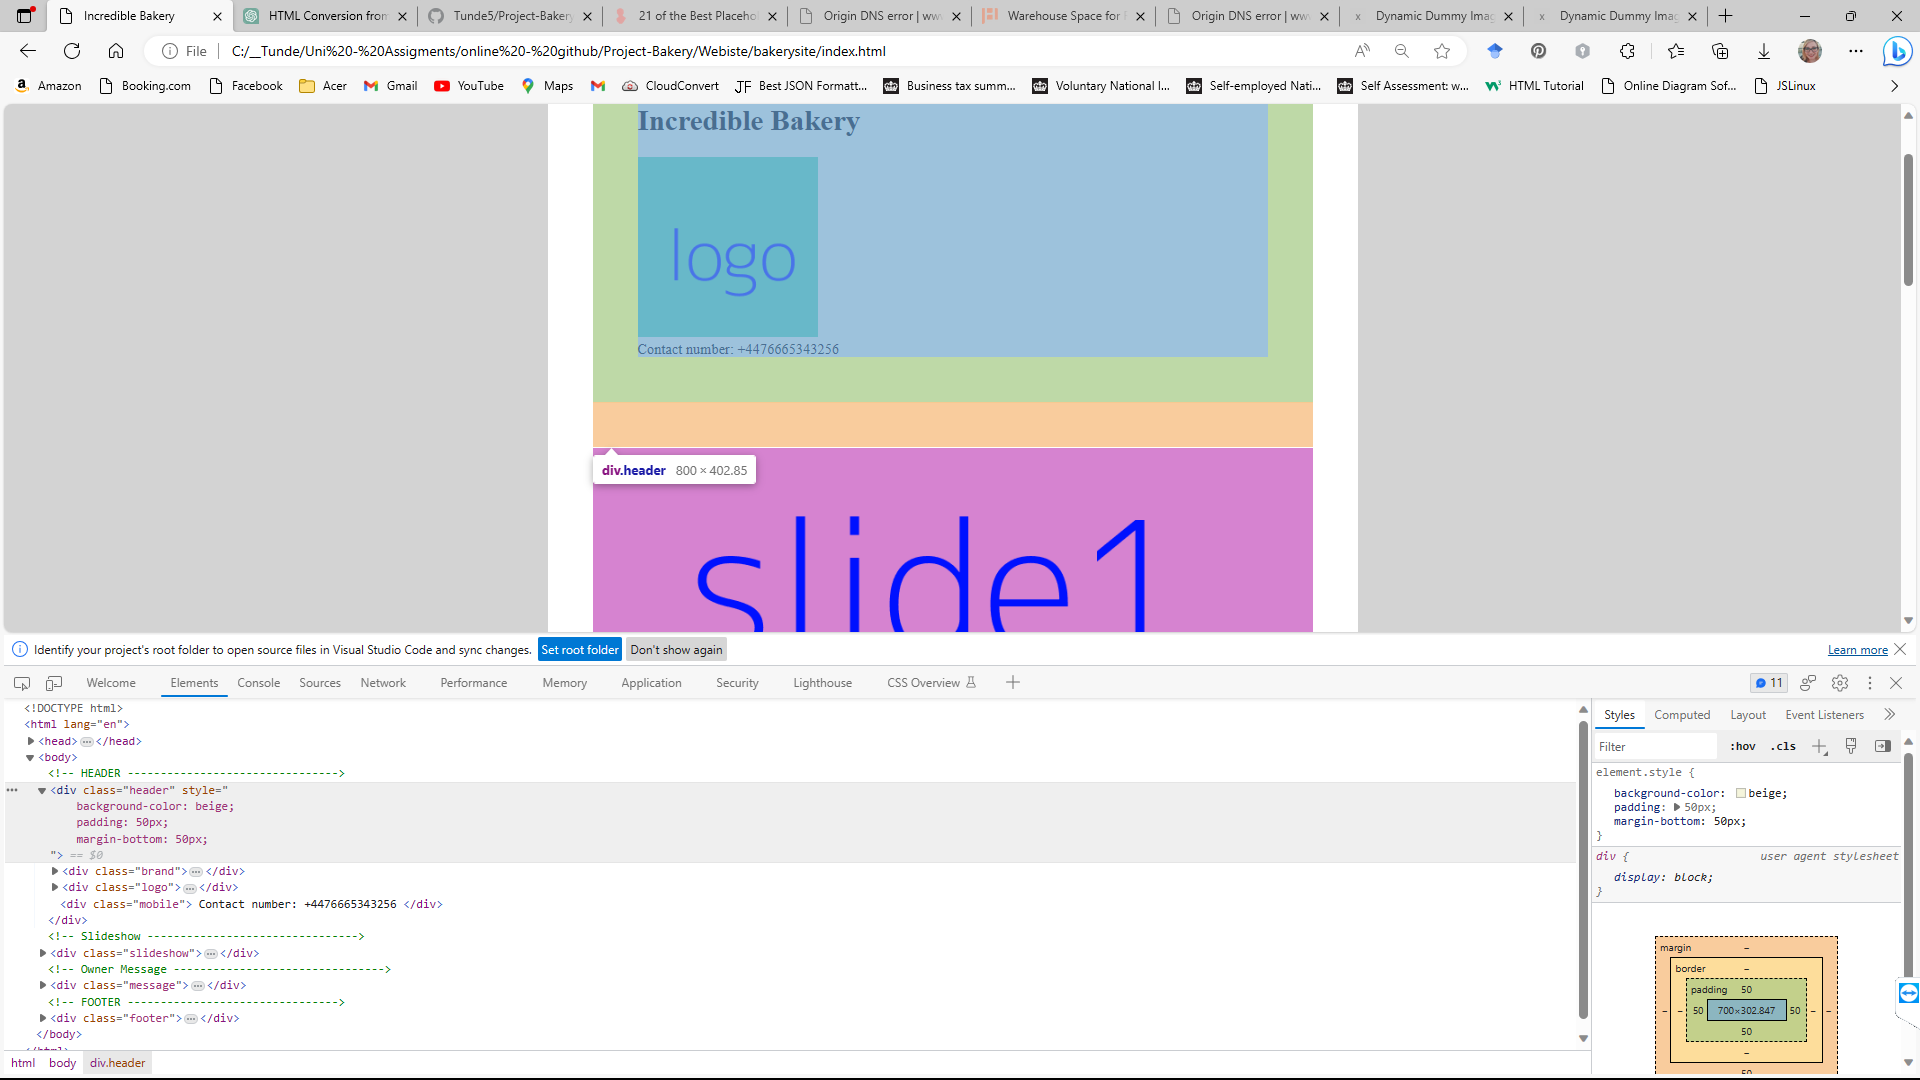 Incredible Bakery
HTML Conversion from
Tunde5/Project-Bakery
21 of the Best Placehol
Origin DNS error | ww
Warehouse Space for
Origin DNS error | ww
Dynamic Dummy Imag
Dynamic Dummy Imag
File
C:/__Tunde/Uni%20-%20Assigments/online%20-%20github/Project-Bakery/Webiste/bakerysite/index.html
Amazon
Booking.com
Facebook
Acer
Gmail
YouTube
Maps
CloudConvert
JF Best JSON Formatt...
Business tax summ...
Voluntary National I...
Self-employed Nati...
Self Assessment: w...
HTML Tutorial
Online Diagram Sof...
JSLinux
Incredible Bakery
logo
Contact number: +4476665343256
div.header 800 × 402.85
slide1
Identify your project's root folder to open source files in Visual Studio Code and sync changes.
Set root folder
Don't show again
Learn more
Welcome
Elements
Console
Sources
Network
Performance
Memory
Application
Security
Lighthouse
CSS Overview
11
<!DOCTYPE html>
<html lang="en">
<head>…</head>
<body>
<!-- HEADER -------------------------------->
<div class="header" style="
background-color: beige;
padding: 50px;
margin-bottom: 50px;
"> == $0
<div class="brand">…</div>
<div class="logo">…</div>
<div class="mobile"> Contact number: +4476665343256 </div>
</div>
<!-- Slideshow -------------------------------->
<div class="slideshow">…</div>
<!-- Owner Message -------------------------------->
<div class="message">…</div>
<!-- FOOTER -------------------------------->
<div class="footer">…</div>
</body>
</html>
html
body
div.header
Styles
Computed
Layout
Event Listeners
Filter
:hov
.cls
element.style {
background-color: beige;
padding: 50px;
margin-bottom: 50px;
}
div {
user agent stylesheet
display: block;
}
margin
–
border
–
padding
50
–
–
50
700×302.847
50
–
–
50
–
50